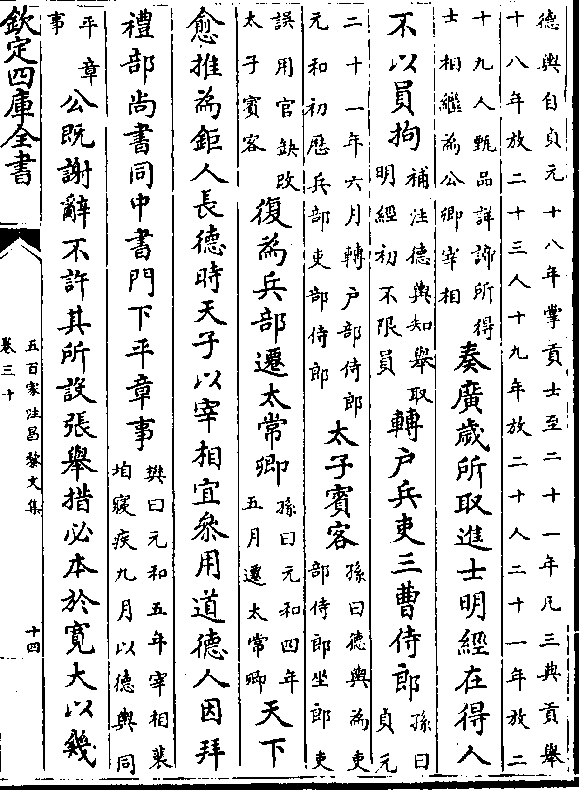 德輿自貞元十八年掌貢士至二十一年凡三典貢舉
十八年放二十三人十九年放二十人二十一年放二
十九人甄品詳諦所得
士相繼為公卿宰相
奏廣歲所取進士明經在得人
不以員拘
補注德輿知舉取
明經初不限員
轉戶兵吏三曹侍郎
孫曰
貞元
二十一年六月轉戶部侍郎
元和初歷兵部吏部侍郎
太子賓客
孫曰德輿為吏
部侍郎坐郎吏
誤用官缺改
太子賓客
復為兵部遷太常卿
孫曰元和四年
五月遷太常卿
天下
愈推為鉅人長德時天子以宰相宜叅用道德人因拜
禮部尚書同中書門下平章事
樊曰元和五年宰相裴
垍寢疾九月以德輿同
平章
事
公既謝辭不許其所設張舉措必本於寬大以幾
欽定四庫全書
五百家注昌黎文集
卷三十
十四